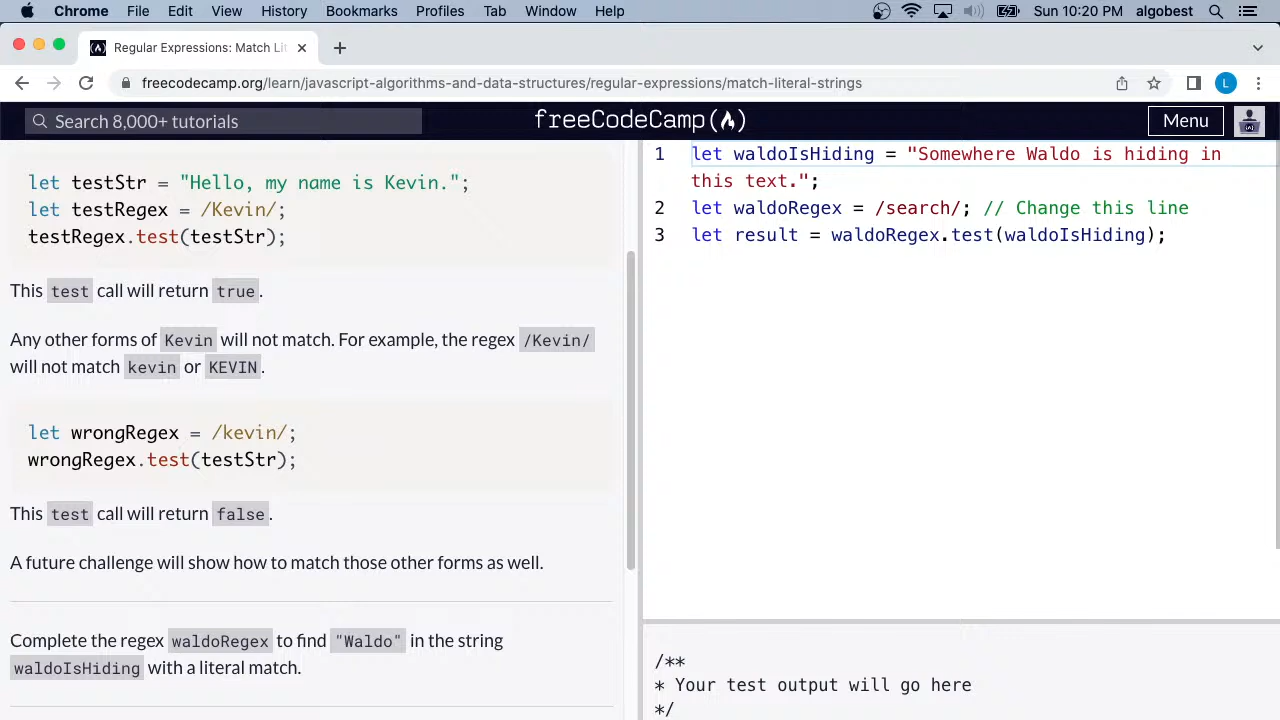 Chrome File Edit View History Bookmarks Profiles Tab Window Help Sun 10:20 PM algobest
Regular Expressions: Match Lit
freecodecamp.org/learn/javascript-algorithms-and-data-structures/regular-expressions/match-literal-strings L
Search 8,000+ tutorials freeCodeCamp Menu
let testStr = "Hello, my name is Kevin.";
let testRegex = /Kevin/;
testRegex.test(testStr);
This test call will return true.
Any other forms of Kevin will not match. For example, the regex /Kevin/
will not match kevin or KEVIN.
let wrongRegex = /kevin/;
wrongRegex.test(testStr);
This test call will return false.
A future challenge will show how to match those other forms as well.
Complete the regex waldoRegex to find "Waldo" in the string
waldoIsHiding with a literal match.
1 let waldoIsHiding = "Somewhere Waldo is hiding in
this text.";
2 let waldoRegex = /search/; // Change this line
3 let result = waldoRegex.test(waldoIsHiding);
/**
* Your test output will go here
*/